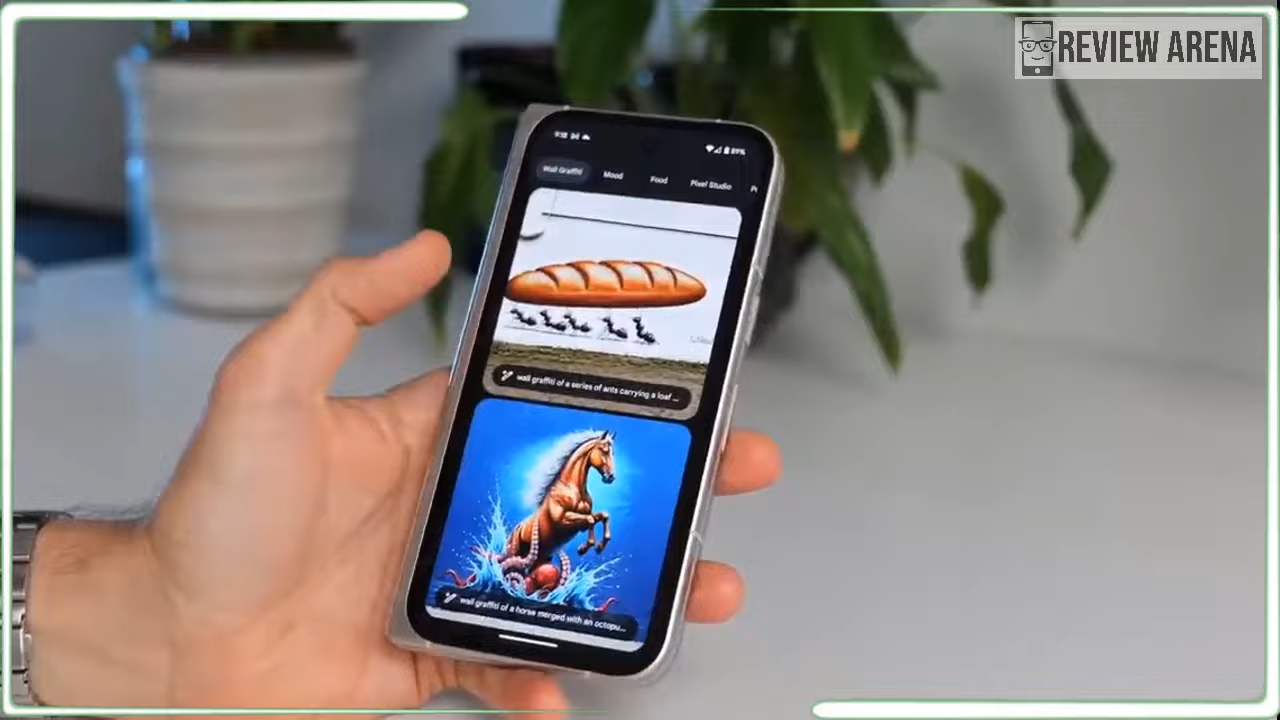 REVIEW ARENA
89%
Wall Graffiti
Mood
Food
Pixel Studio
wall graffiti of a series of ants carrying a loaf ...
wall graffiti of a horse merged with an octopu...